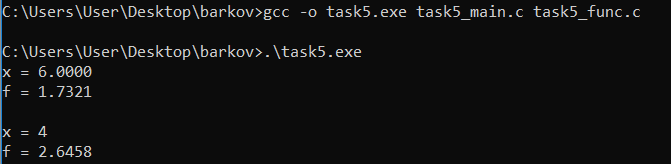 C:\Users\User\Desktop\barkov>gcc -o task5.exe task5_main.c task5_func.c
C:\Users\User\Desktop\barkov>.\task5.exe
x = 6.0000
f = 1.7321
x = 4
f = 2.6458